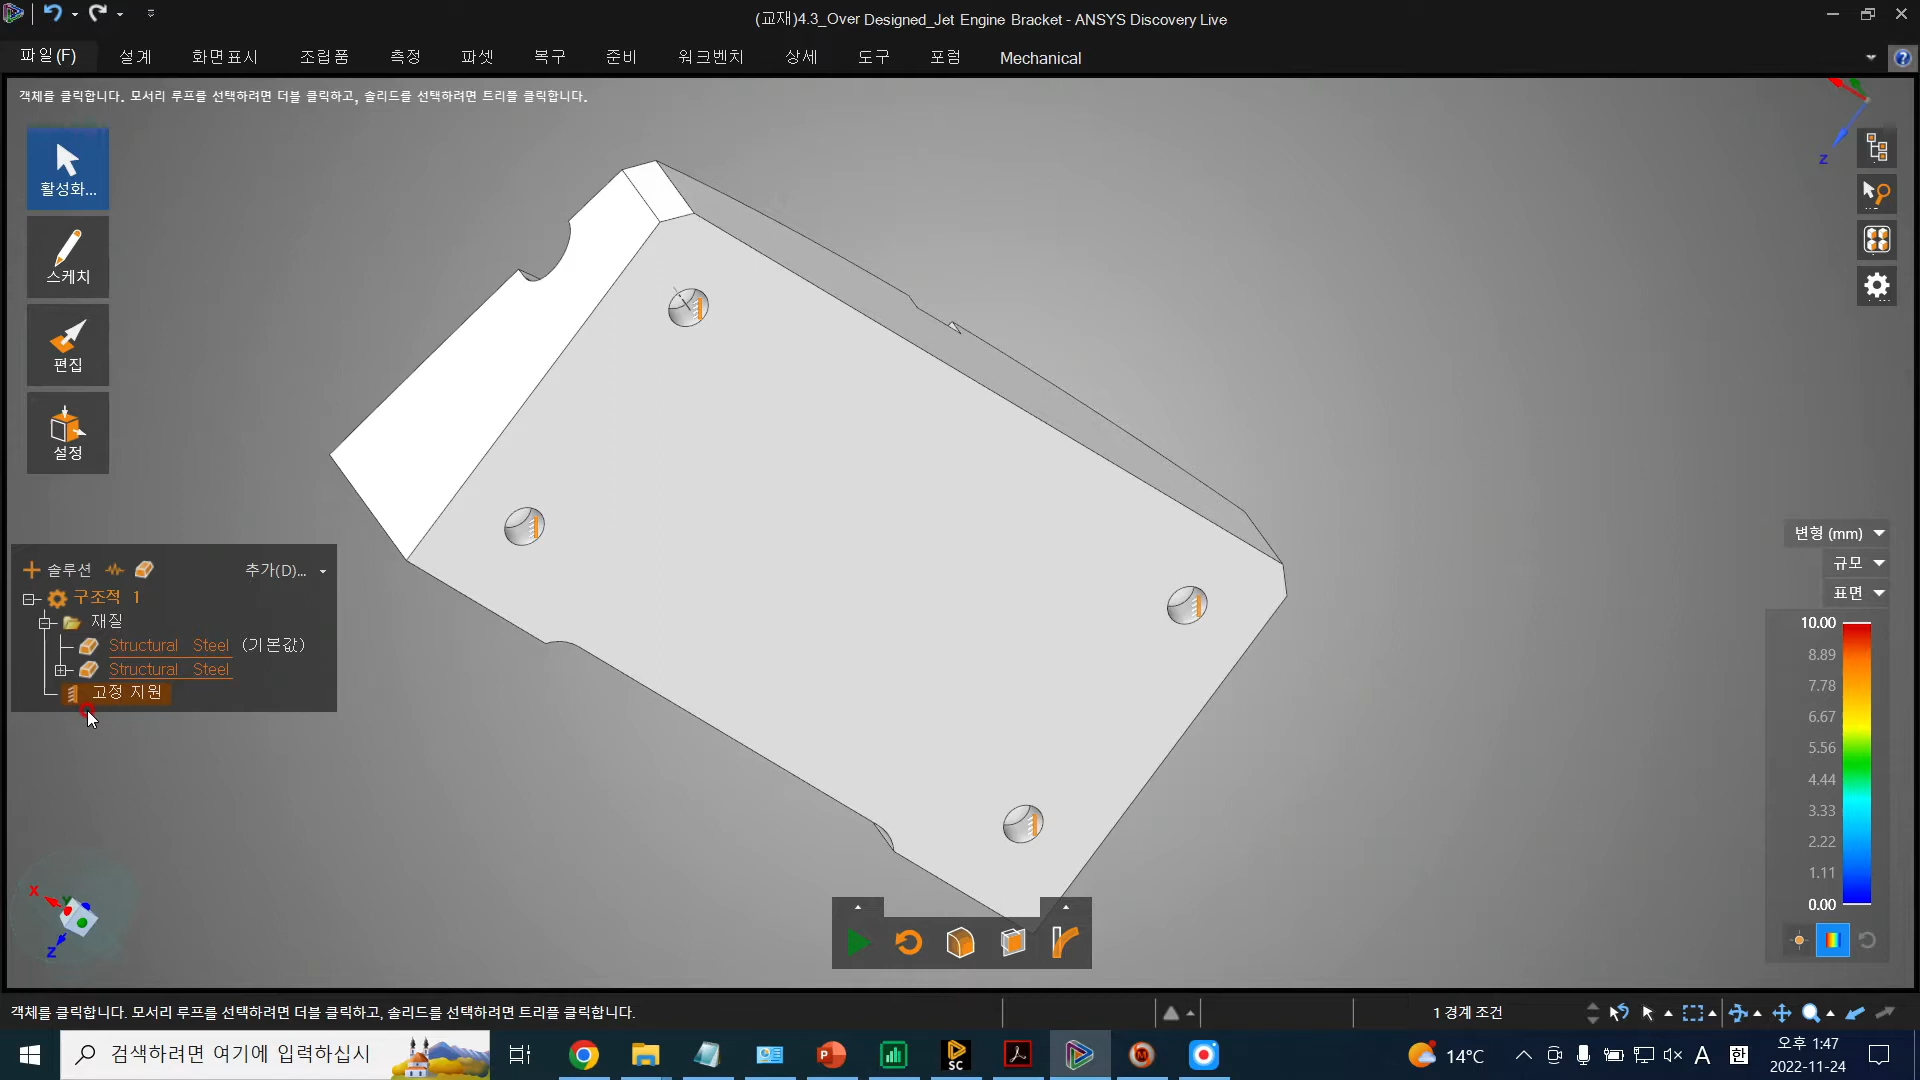 (교재)4.3_Over Designed_Jet Engine Bracket - ANSYS Discovery Live
파일(F) 설계 화면표시 조립품 측정 파셋 복구 준비 워크벤치 상세 도구 포럼 Mechanical
객체를 클릭합니다. 모서리 루프를 선택하려면 더블 클릭하고, 솔리드를 선택하려면 트리플 클릭합니다.
활성화...
스케치
편집
설정
Z
솔루션 추가(D)...
구조적 1
재질
Structural Steel (기본값)
Structural Steel
고정 지원
변형 (mm)
규모
표면
10.00
8.89
7.78
6.67
5.56
4.44
3.33
2.22
1.11
0.00
X
Y
Z
객체를 클릭합니다. 모서리 루프를 선택하려면 더블 클릭하고, 솔리드를 선택하려면 트리플 클릭합니다.
1 경계 조건
검색하려면 여기에 입력하십시
SC
14°C
A
한
오후 1:47
2022-11-24